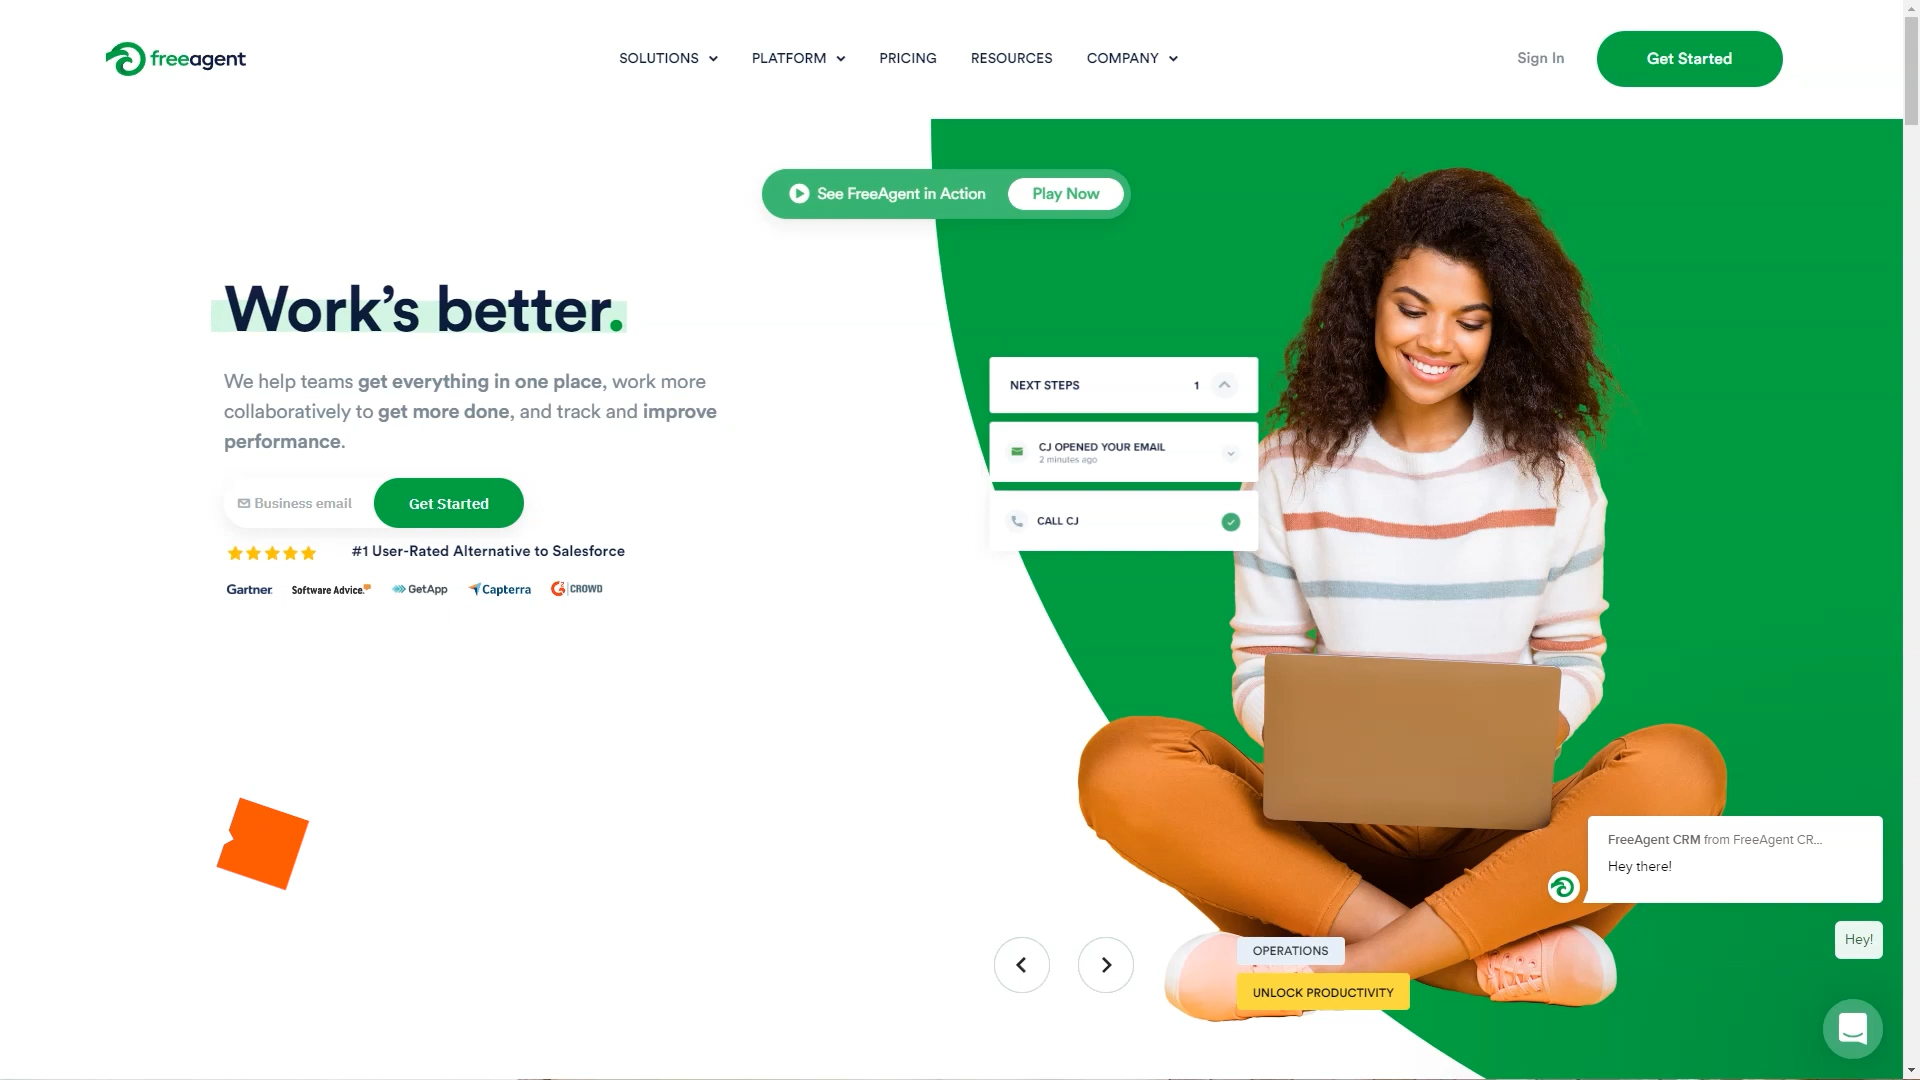 freeagent
SOLUTIONS
PLATFORM
PRICING
RESOURCES
COMPANY
Sign In
Get Started
See FreeAgent in Action
Play Now
Work’s better.
We help teams get everything in one place, work more
collaboratively to get more done, and track and improve
performance.
Business email
Get Started
#1 User-Rated Alternative to Salesforce
Gartner
Software Advice.
GetApp
Capterra
G2 CROWD
NEXT STEPS 1
CJ OPENED YOUR EMAIL
2 minutes ago
CALL CJ
OPERATIONS
UNLOCK PRODUCTIVITY
FreeAgent CRM from FreeAgent CR...
Hey there!
Hey!